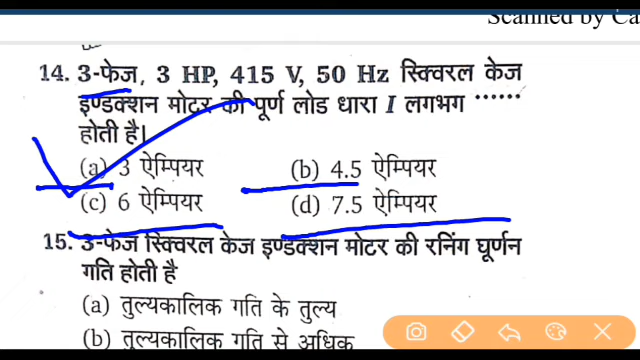 Scanned by Ca
14. 3-फेज, 3 HP, 415 V, 50 Hz स्क्विरल केज
इण्डक्शन मोटर की पूर्ण लोड धारा I लगभग ......
होती है।
(a) 3 ऐम्पियर (b) 4.5 ऐम्पियर
(c) 6 ऐम्पियर (d) 7.5 ऐम्पियर
15. 3-फेज स्क्विरल केज इण्डक्शन मोटर की रनिंग घूर्णन
गति होती है
(a) तुल्यकालिक गति के तुल्य
(b) तुल्यकालिक गति से अधिक